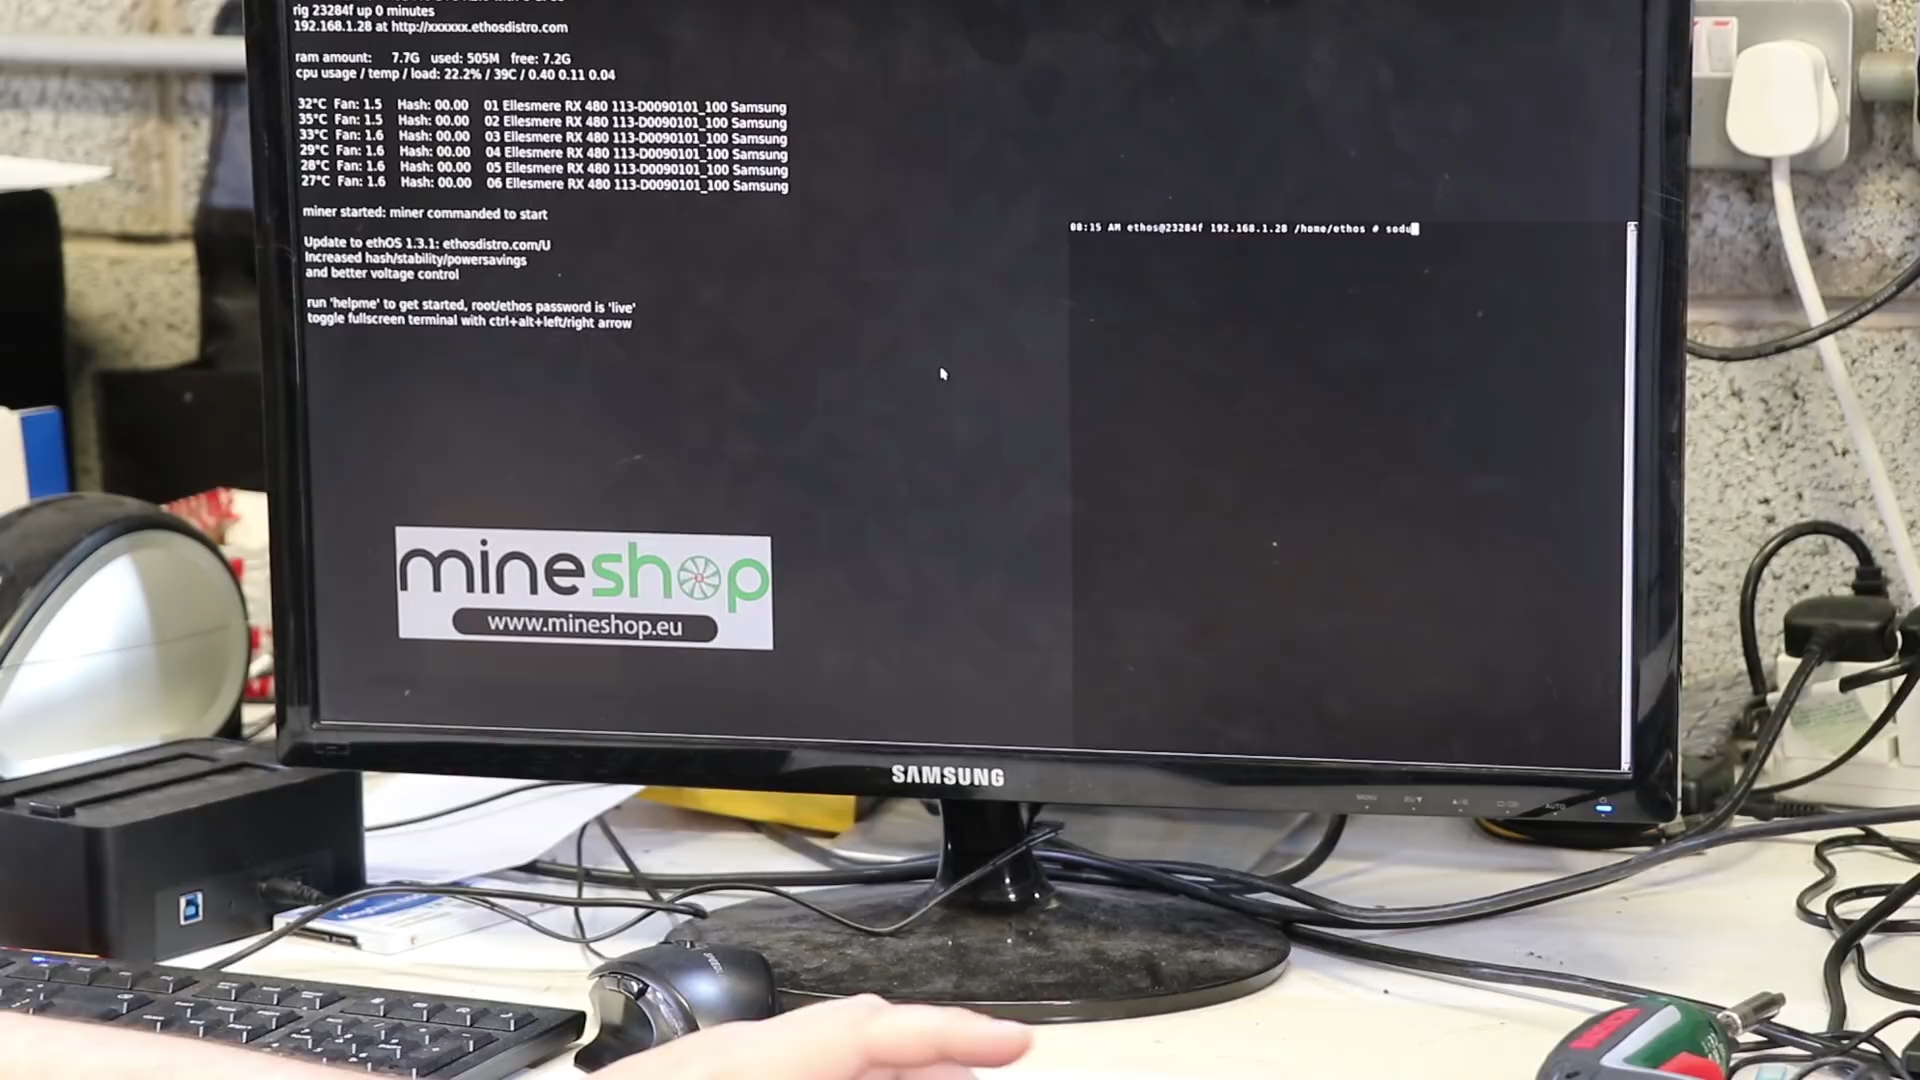 rig 23284f up 0 minutes
192.168.1.28 at http://xxxxxx.ethosdistro.com
ram amount: 7.7G used: 505M free: 7.2G
cpu usage / temp / load: 22.2% / 39C / 0.40 0.11 0.04
32°C Fan: 1.5 Hash: 00.00 01 Ellesmere RX 480 113-D0090101_100 Samsung
35°C Fan: 1.5 Hash: 00.00 02 Ellesmere RX 480 113-D0090101_100 Samsung
33°C Fan: 1.6 Hash: 00.00 03 Ellesmere RX 480 113-D0090101_100 Samsung
29°C Fan: 1.6 Hash: 00.00 04 Ellesmere RX 480 113-D0090101_100 Samsung
28°C Fan: 1.6 Hash: 00.00 05 Ellesmere RX 480 113-D0090101_100 Samsung
27°C Fan: 1.6 Hash: 00.00 06 Ellesmere RX 480 113-D0090101_100 Samsung
miner started: miner commanded to start
Update to ethOS 1.3.1: ethosdistro.com/U
Increased hash/stability/powersavings
and better voltage control
run 'helpme' to get started, root/ethos password is 'live'
toggle fullscreen terminal with ctrl+alt+left/right arrow
08:15 AM ethos@23284f 192.168.1.28 /home/ethos # sodu
mineshop
www.mineshop.eu
SAMSUNG
MENU
AUTO
BOSCH